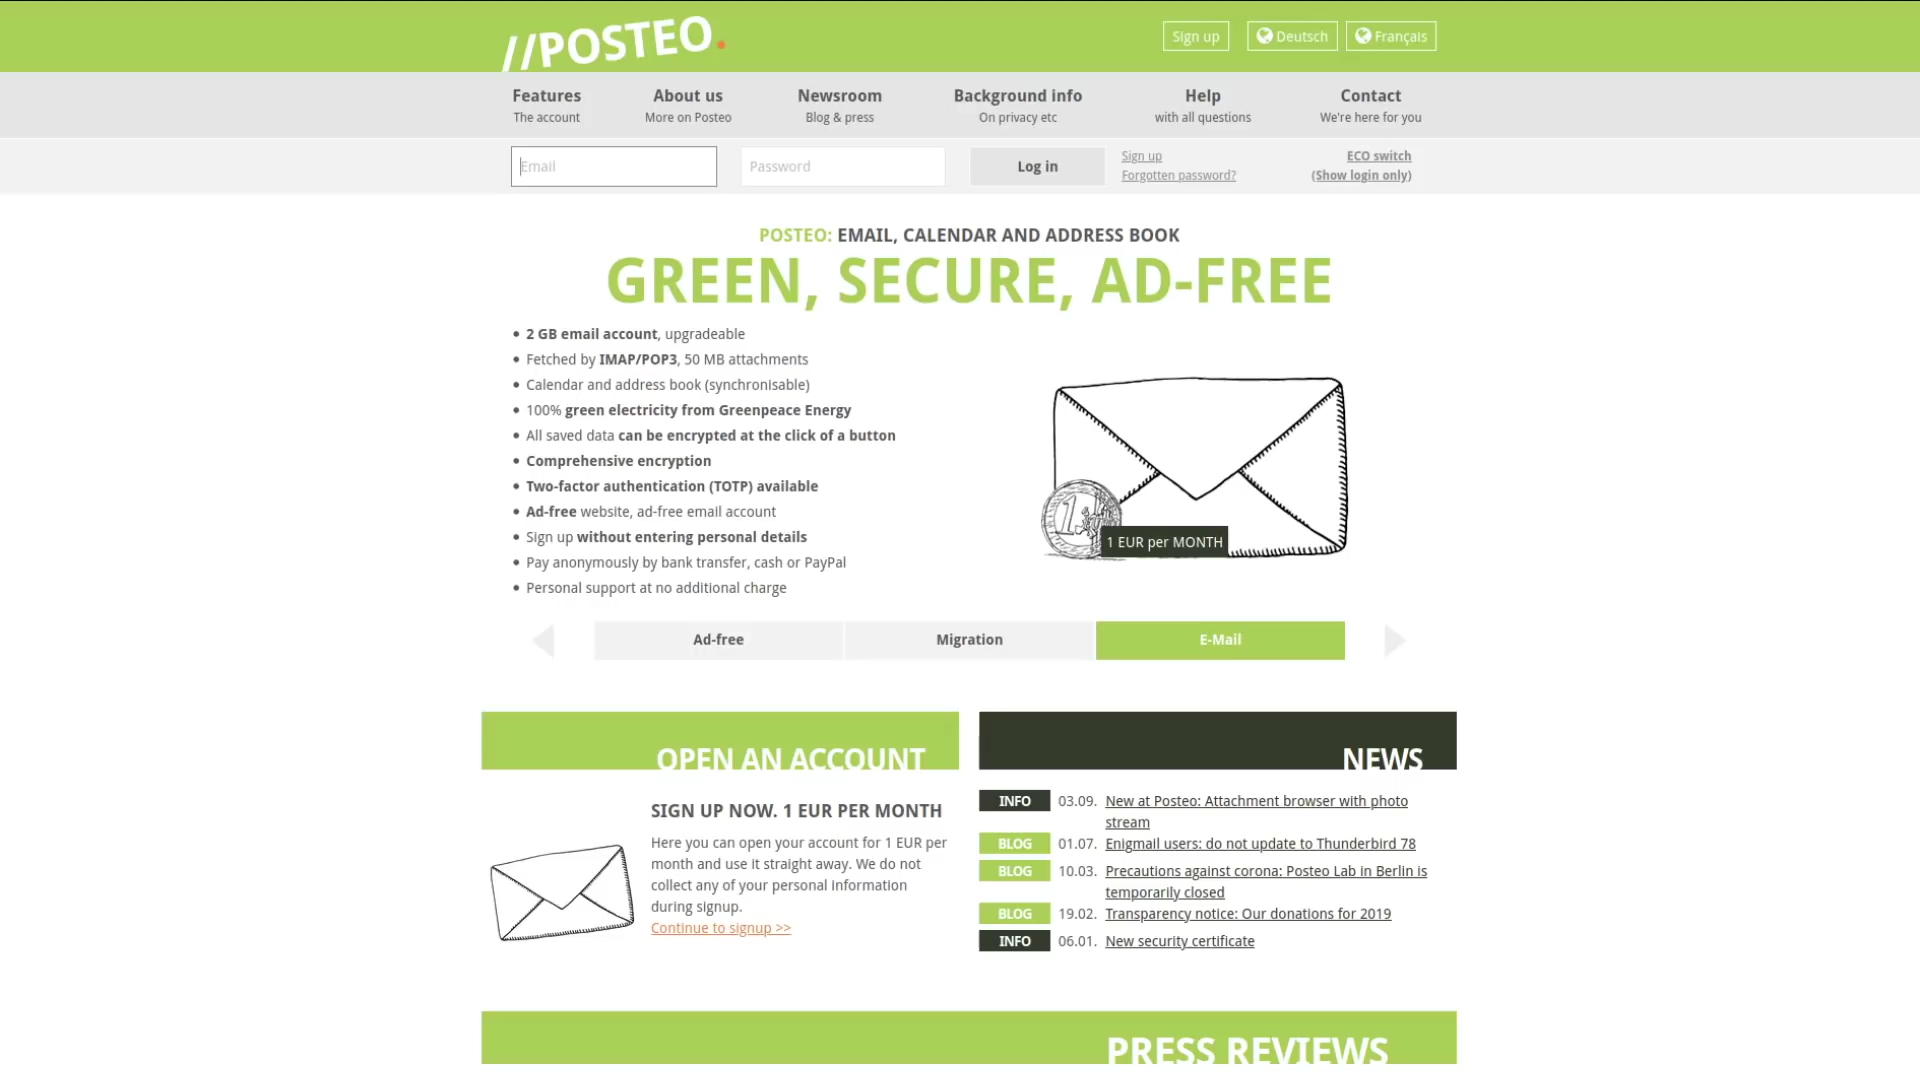 //POSTEO.
Sign up
Deutsch
Français
Features
The account
About us
More on Posteo
Newsroom
Blog & press
Background info
On privacy etc
Help
with all questions
Contact
We're here for you
Email
Password
Log in
Sign up
Forgotten password?
ECO switch
(Show login only)
POSTEO: EMAIL, CALENDAR AND ADDRESS BOOK
GREEN, SECURE, AD-FREE
• 2 GB email account, upgradeable
• Fetched by IMAP/POP3, 50 MB attachments
• Calendar and address book (synchronisable)
• 100% green electricity from Greenpeace Energy
• All saved data can be encrypted at the click of a button
• Comprehensive encryption
• Two-factor authentication (TOTP) available
• Ad-free website, ad-free email account
• Sign up without entering personal details
• Pay anonymously by bank transfer, cash or PayPal
• Personal support at no additional charge
1 EURO
1 EUR per MONTH
Ad-free
Migration
E-Mail
OPEN AN ACCOUNT
SIGN UP NOW. 1 EUR PER MONTH
Here you can open your account for 1 EUR per
month and use it straight away. We do not
collect any of your personal information
during signup.
Continue to signup >>
NEWS
INFO 03.09. New at Posteo: Attachment browser with photo
stream
BLOG 01.07. Enigmail users: do not update to Thunderbird 78
BLOG 10.03. Precautions against corona: Posteo Lab in Berlin is
temporarily closed
BLOG 19.02. Transparency notice: Our donations for 2019
INFO 06.01. New security certificate
PRESS REVIEWS